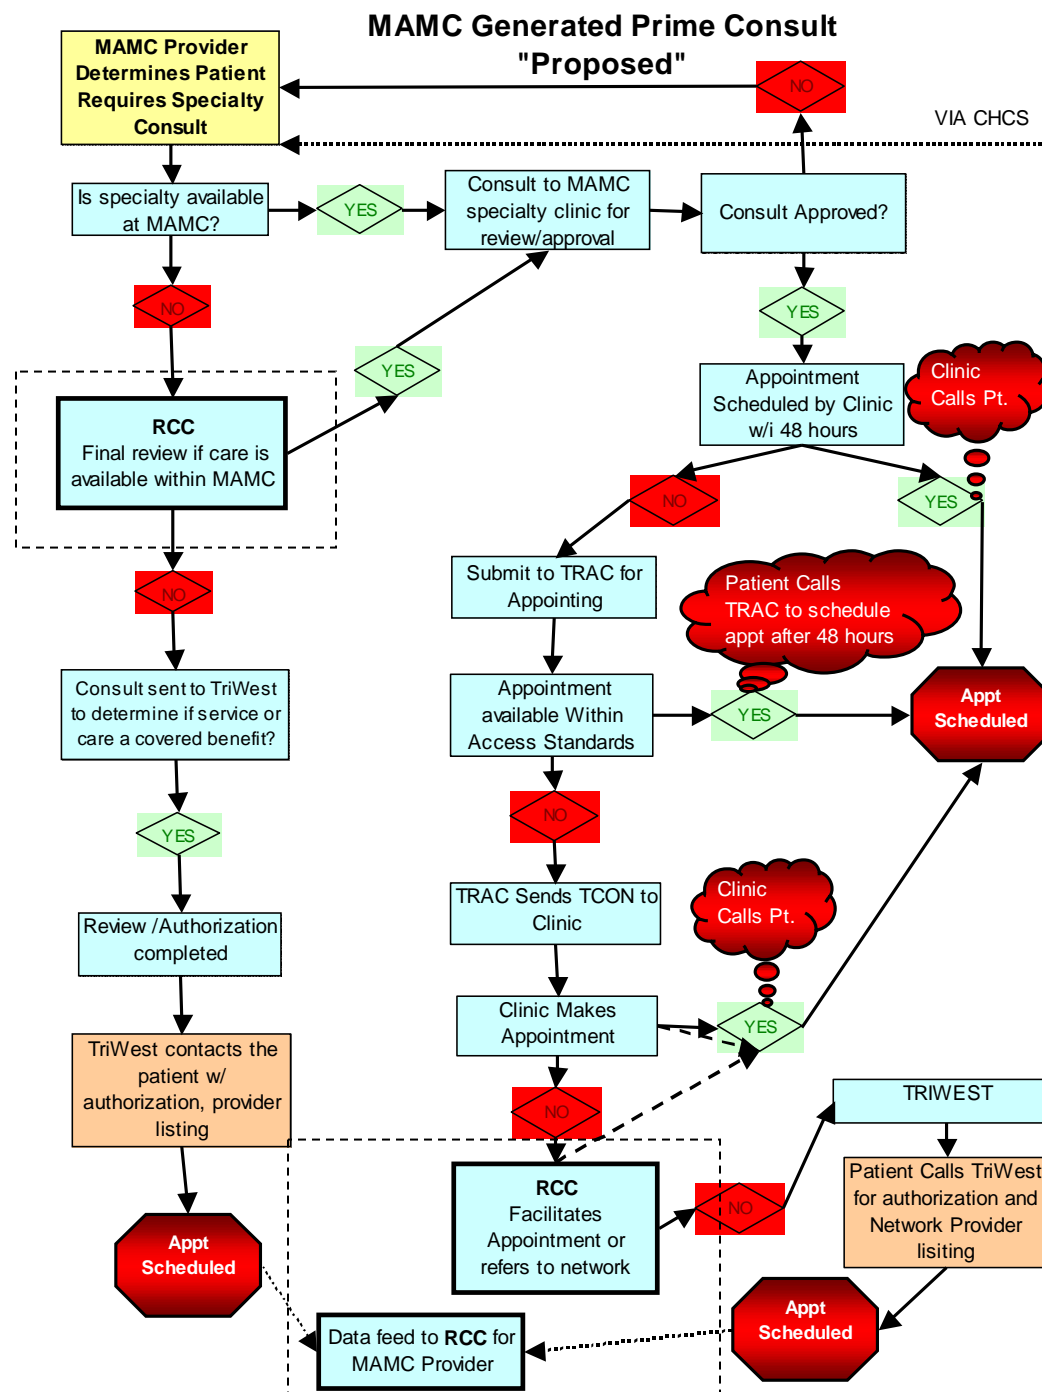 MAMC Generated Prime Consult
"Proposed"
MAMC Provider
Determines Patient
Requires Specialty
Consult
NO
VIA CHCS
Is specialty available
at MAMC?
YES
Consult to MAMC
specialty clinic for
review/approval
Consult Approved?
NO
YES
YES
Clinic
Calls Pt.
Appointment
Scheduled by Clinic
w/i 48 hours
RCC
Final review if care is
available within MAMC
NO
YES
NO
Submit to TRAC for
Appointing
Patient Calls
TRAC to schedule
appt after 48 hours
Consult sent to TriWest
to determine if service or
care a covered benefit?
Appointment
available Within
Access Standards
YES
Appt
Scheduled
NO
YES
TRAC Sends TCON to
Clinic
Clinic
Calls Pt.
Review /Authorization
completed
Clinic Makes
Appointment
YES
TriWest contacts the
patient w/
authorization, provider
listing
NO
TRIWEST
RCC
Facilitates
Appointment or
refers to network
NO
Patient Calls TriWest
for authorization and
Network Provider
lisiting
Appt
Scheduled
Data feed to RCC for
MAMC Provider
Appt
Scheduled